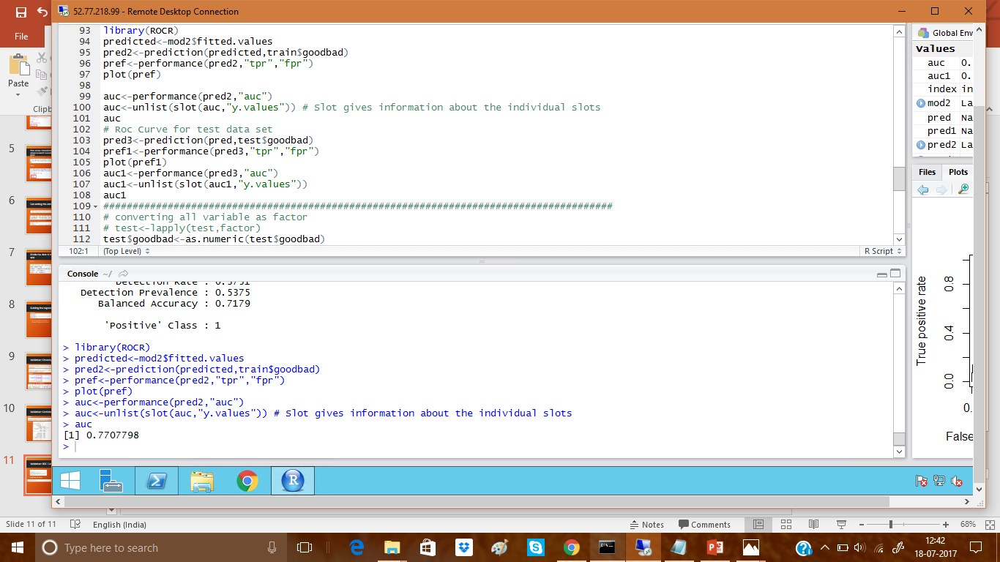 52.77.218.99 - Remote Desktop Connection
File
Paste
Clipb
5
6
7
8
9
10
11
93 library(ROCR)
94 predicted<-mod2$fitted.values
95 pred2<-prediction(predicted,train$goodbad)
96 pref<-performance(pred2,"tpr","fpr")
97 plot(pref)
98
99 auc<-performance(pred2,"auc")
100 auc<-unlist(slot(auc,"y.values")) # Slot gives information about the individual slots
101 auc
102 # Roc Curve for test data set
103 pred3<-prediction(pred,test$goodbad)
104 pref1<-performance(pred3,"tpr","fpr")
105 plot(pref1)
106 auc1<-performance(pred3,"auc")
107 auc1<-unlist(slot(auc1,"y.values"))
108 auc1
109 #######################################################################################
110 # converting all variable as factor
111 # test<-lapply(test,factor)
112 test$goodbad<-as.numeric(test$goodbad)
102:1 (Top Level) R Script
Console ~/
Detection Rate : 0.3751
Detection Prevalence : 0.5375
Balanced Accuracy : 0.7179
'Positive' Class : 1
> library(ROCR)
> predicted<-mod2$fitted.values
> pred2<-prediction(predicted,train$goodbad)
> pref<-performance(pred2,"tpr","fpr")
> plot(pref)
> auc<-performance(pred2,"auc")
> auc<-unlist(slot(auc,"y.values")) # Slot gives information about the individual slots
> auc
[1] 0.7707798
>
Global Env
Values
auc 0.
auc1 0.
index in
mod2 La
pred Na
pred1 Na
pred2 La
Files Plots
True positive rate
0.0 0.4 0.8
0.
False
Slide 11 of 11 English (India) Notes Comments 68%
Type here to search
12:42
18-07-2017